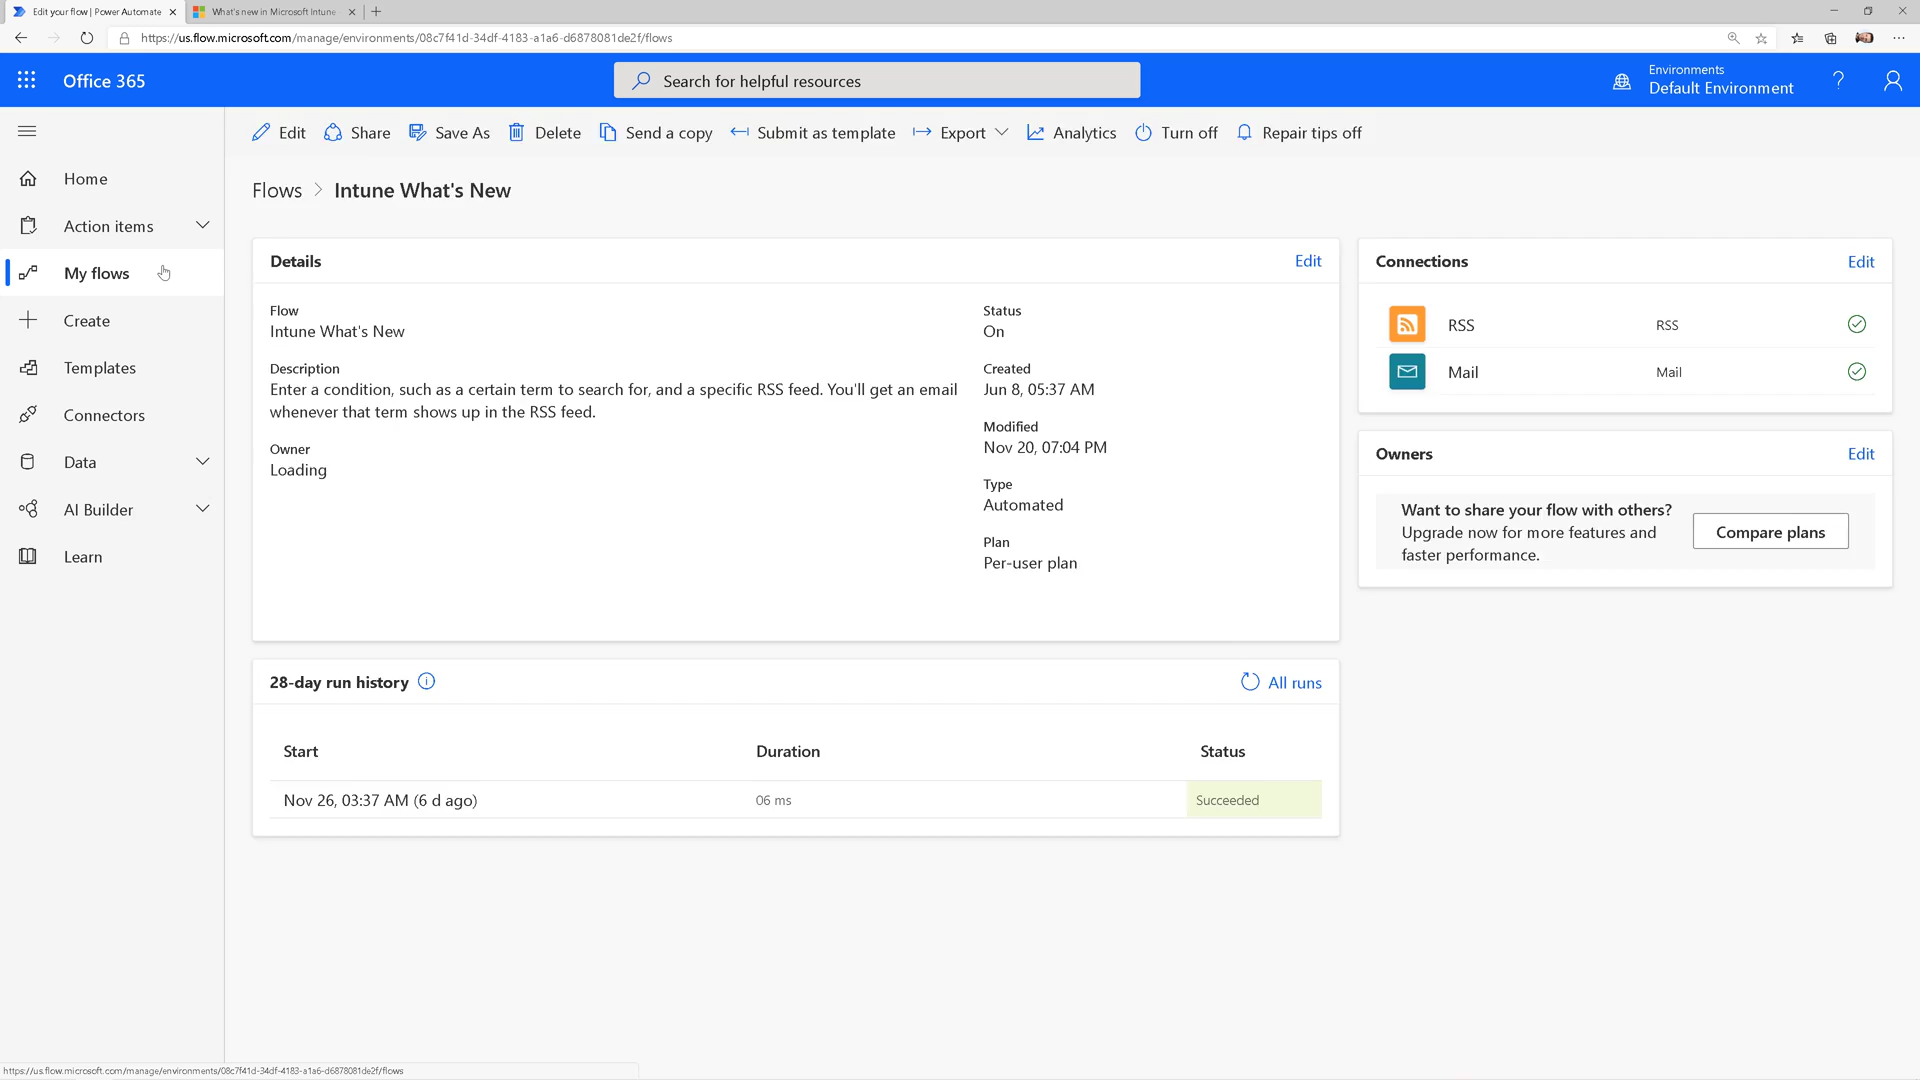 Edit your flow | Power Automate
What's new in Microsoft Intune
https://us.flow.microsoft.com/manage/environments/08c7f41d-34df-4183-a1a6-d6878081de2f/flows
Office 365
Search for helpful resources
Environments
Default Environment
Edit
Share
Save As
Delete
Send a copy
Submit as template
Export
Analytics
Turn off
Repair tips off
Home
Action items
My flows
Create
Templates
Connectors
Data
AI Builder
Learn
Flows > Intune What's New
Details
Edit
Flow
Intune What's New
Description
Enter a condition, such as a certain term to search for, and a specific RSS feed. You'll get an email
whenever that term shows up in the RSS feed.
Owner
Loading
Status
On
Created
Jun 8, 05:37 AM
Modified
Nov 20, 07:04 PM
Type
Automated
Plan
Per-user plan
Connections
Edit
RSS RSS
Mail Mail
Owners
Edit
Want to share your flow with others?
Upgrade now for more features and
faster performance.
Compare plans
28-day run history
All runs
Start Duration Status
Nov 26, 03:37 AM (6 d ago) 06 ms Succeeded
https://us.flow.microsoft.com/manage/environments/08c7f41d-34df-4183-a1a6-d6878081de2f/flows